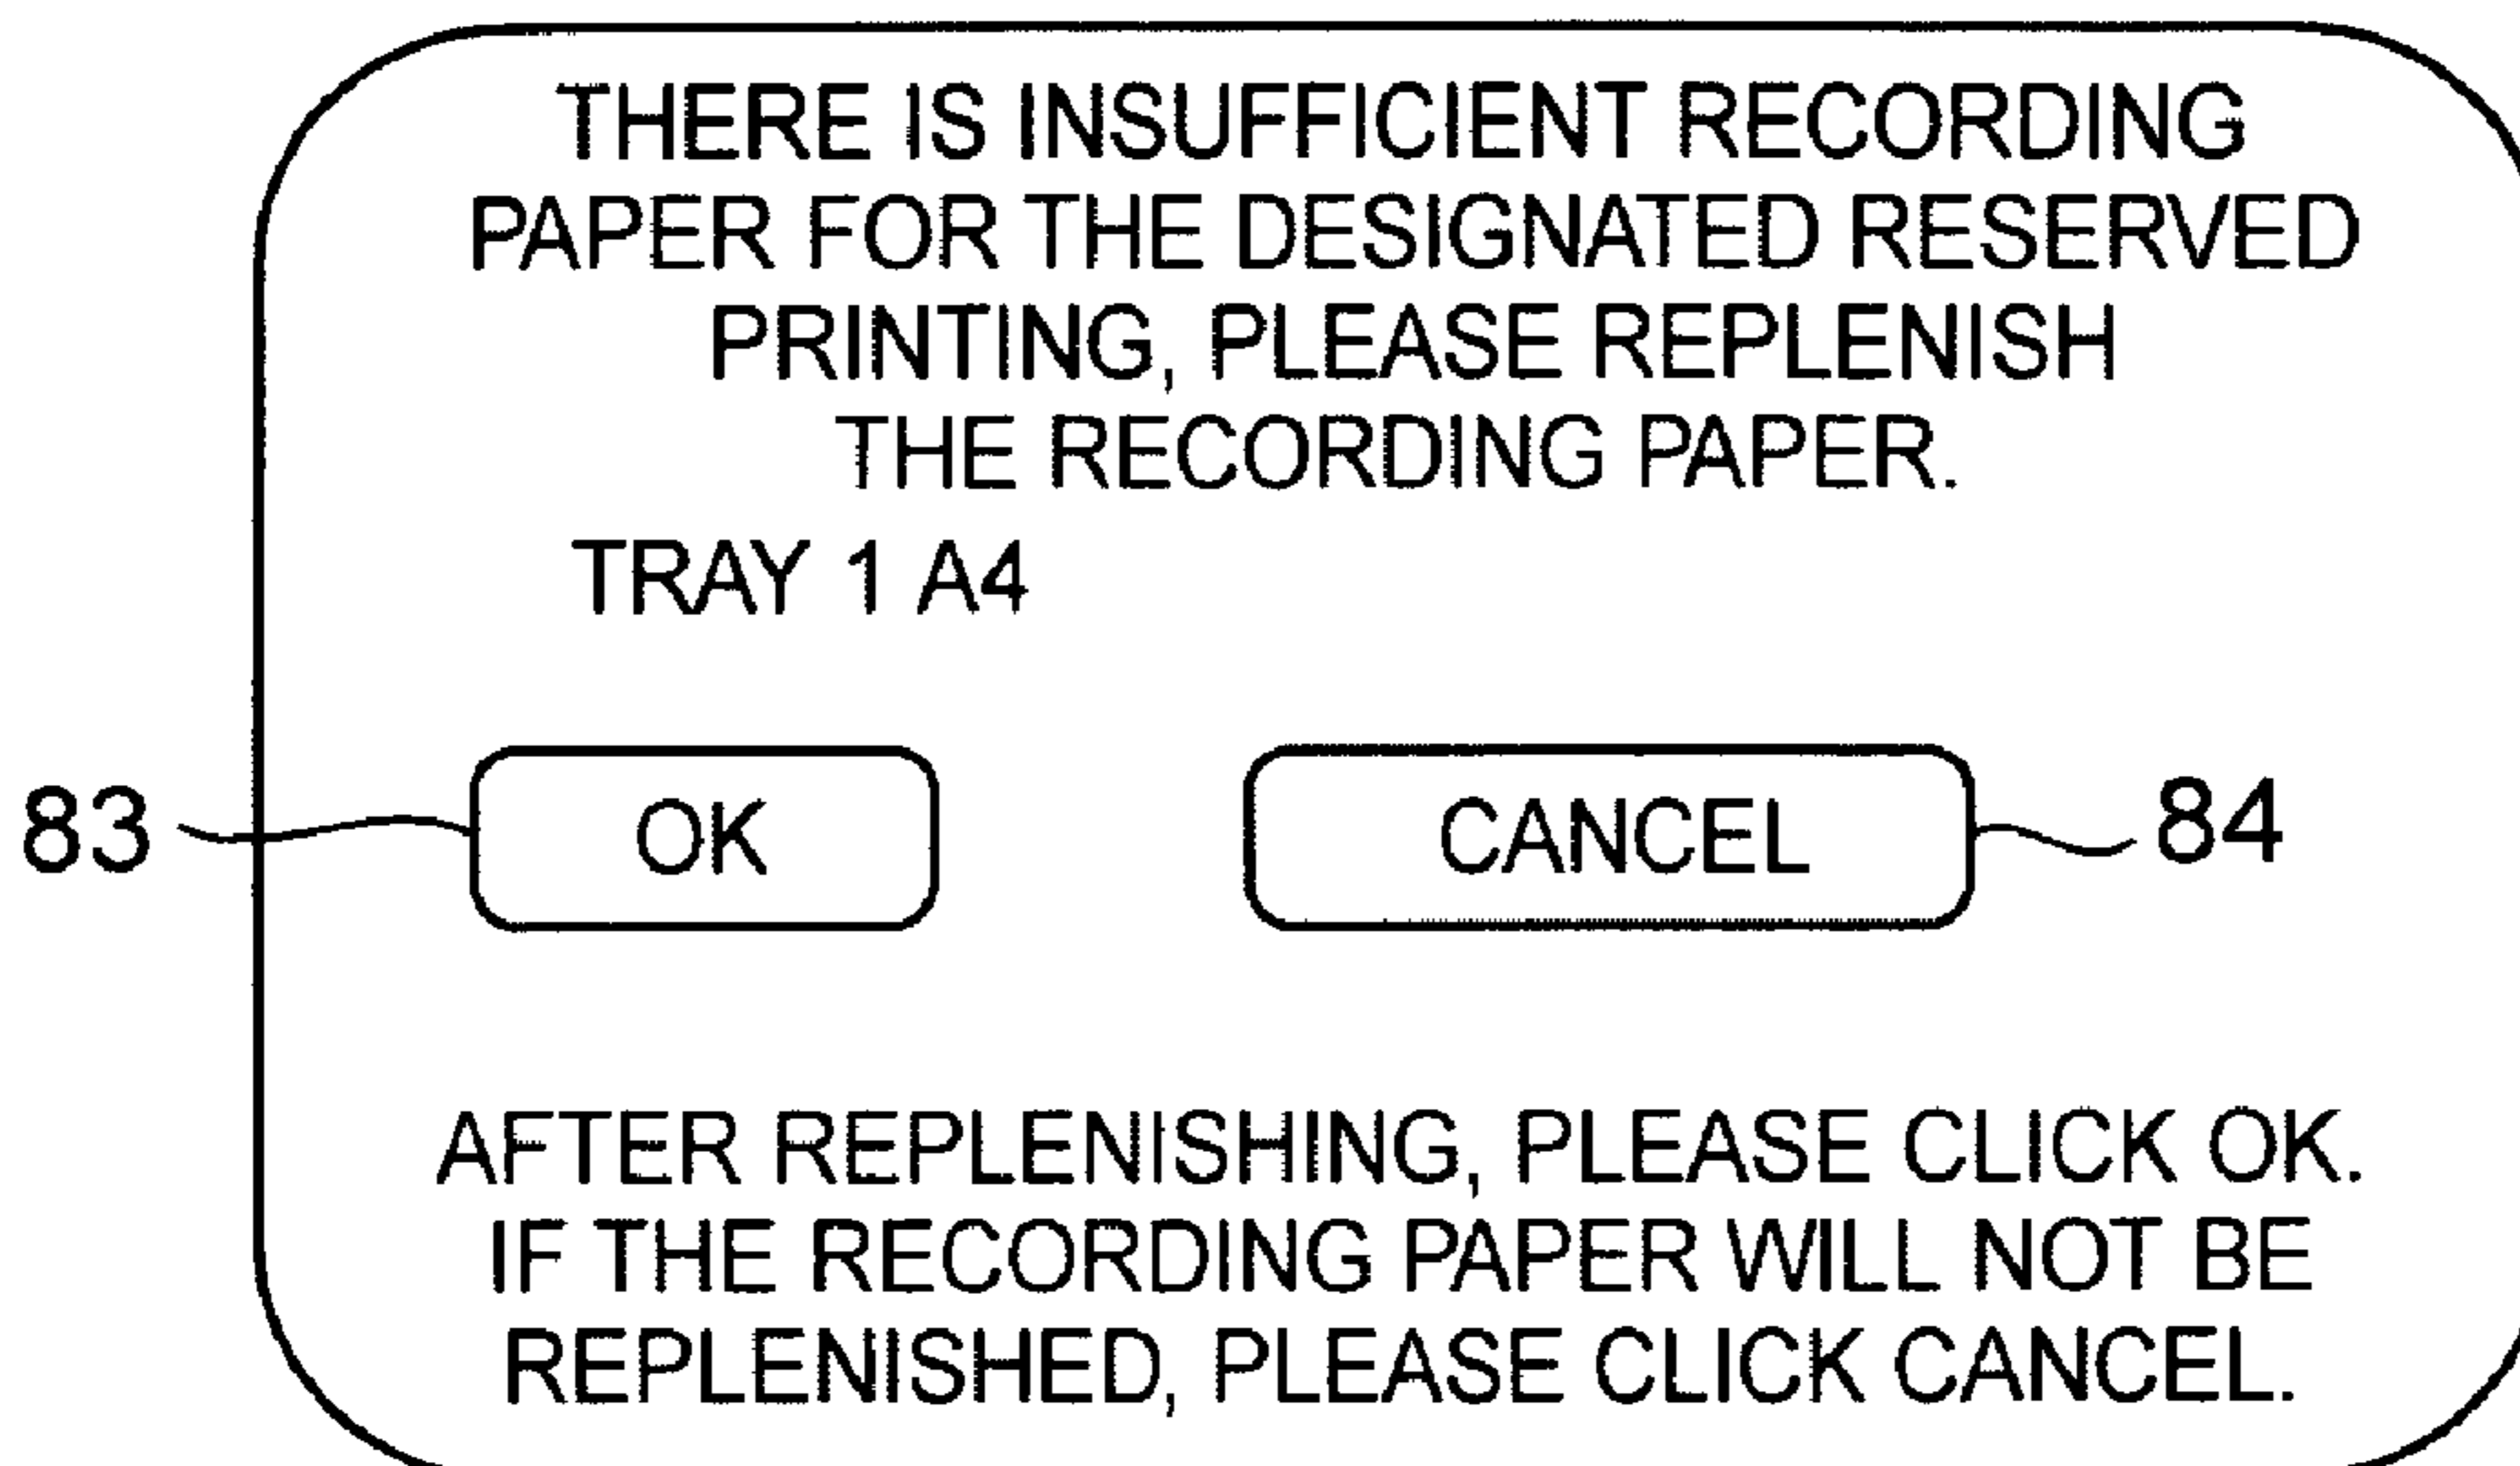 THERE IS INSUFFICIENT RECORDING
PAPER FOR THE DESIGNATED RESERVED
PRINTING, PLEASE REPLENISH
THE RECORDING PAPER.
TRAY 1 A4
83 OK CANCEL 84
AFTER REPLENISHING, PLEASE CLICK OK.
IF THE RECORDING PAPER WILL NOT BE
REPLENISHED, PLEASE CLICK CANCEL.